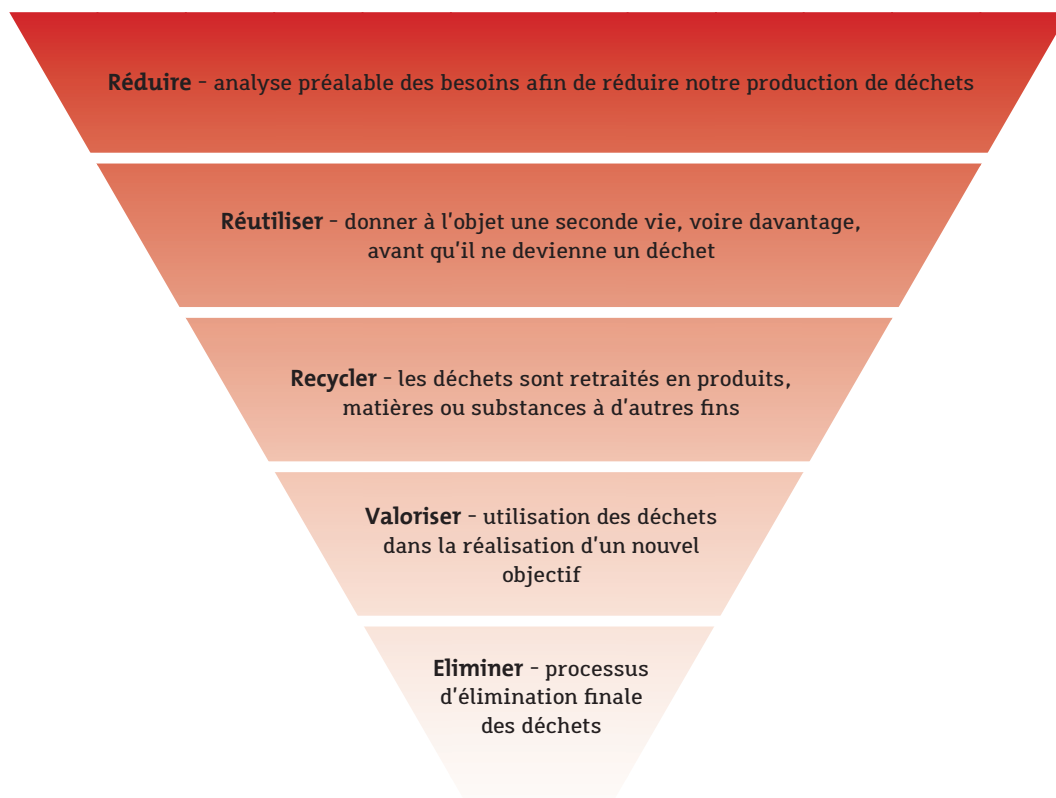 Réduire - analyse préalable des besoins afin de réduire notre production de déchets
Réutiliser - donner à l'objet une seconde vie, voire davantage,
avant qu'il ne devienne un déchet
Recycler - les déchets sont retraités en produits,
matières ou substances à d'autres fins
Valoriser - utilisation des déchets
dans la réalisation d'un nouvel
objectif
Eliminer - processus
d'élimination finale
des déchets